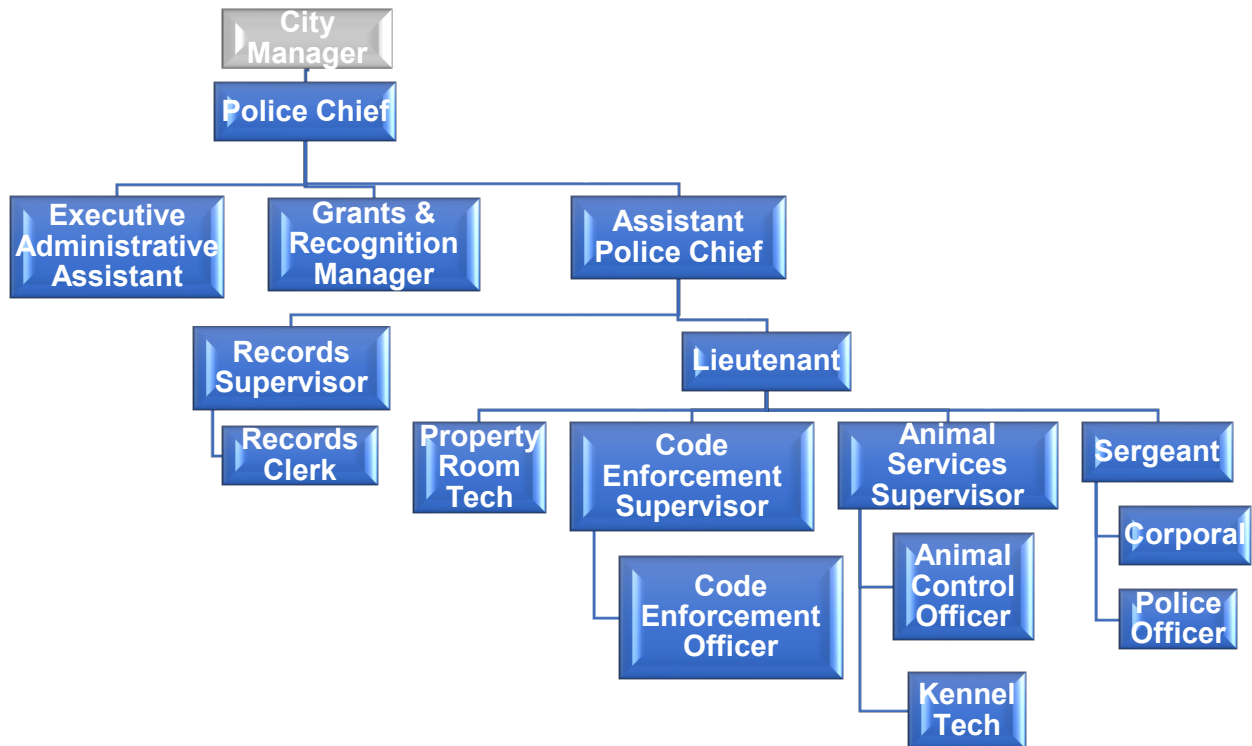 City
Manager
Police Chief
Executive
Administrative
Assistant
Grants &
Recognition
Manager
Assistant
Police Chief
Records
Supervisor
Lieutenant
Records
Clerk
Property
Room
Tech
Code
Enforcement
Supervisor
Animal
Services
Supervisor
Sergeant
Code
Enforcement
Officer
Animal
Control
Officer
Kennel
Tech
Corporal
Police
Officer